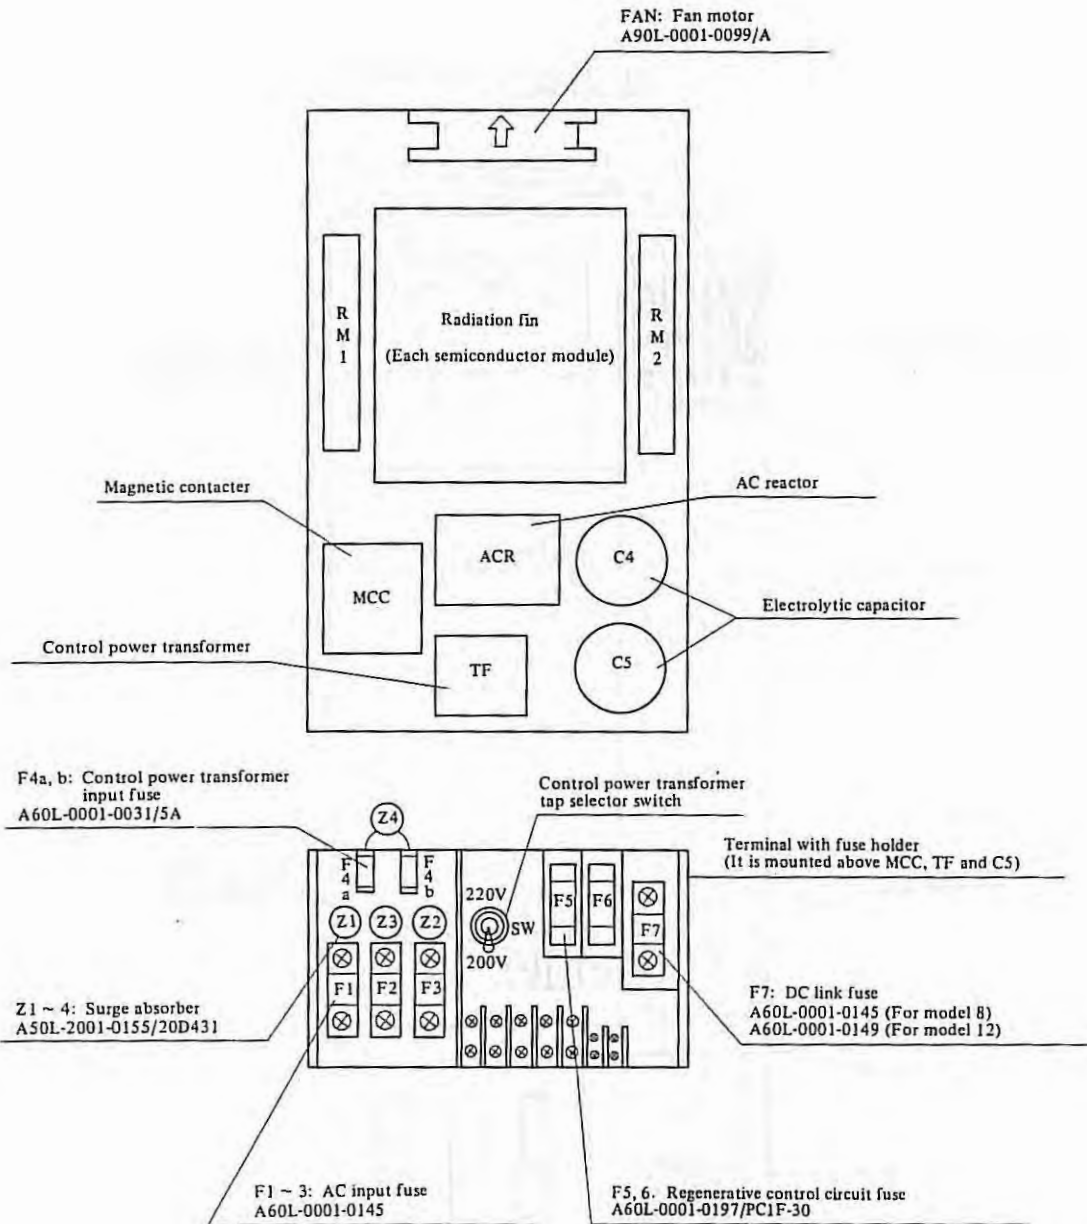 FAN: Fan motor
A90L-0001-0099/A
R
M
1
Radiation fin
(Each semiconductor module)
R
M
2
Magnetic contacter
AC reactor
ACR
C4
MCC
Electrolytic capacitor
Control power transformer
TF
C5
F4a, b: Control power transformer
input fuse
A60L-0001-0031/5A
Control power transformer
tap selector switch
Z4
Terminal with fuse holder
(It is mounted above MCC, TF and C5)
F4a
F4b
220V
F5
F6
Z1
Z3
Z2
SW
F7
200V
F1
F2
F3
Z1 ~ 4: Surge absorber
A50L-2001-0155/20D431
F7: DC link fuse
A60L-0001-0145 (For model 8)
A60L-0001-0149 (For model 12)
F1 ~ 3: AC input fuse
A60L-0001-0145
F5, 6. Regenerative control circuit fuse
A60L-0001-0197/PC1F-30